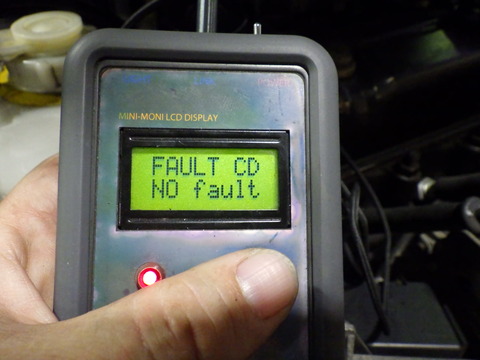 MINI-MONI LCD DISPLAY
FAULT CD
NO fault